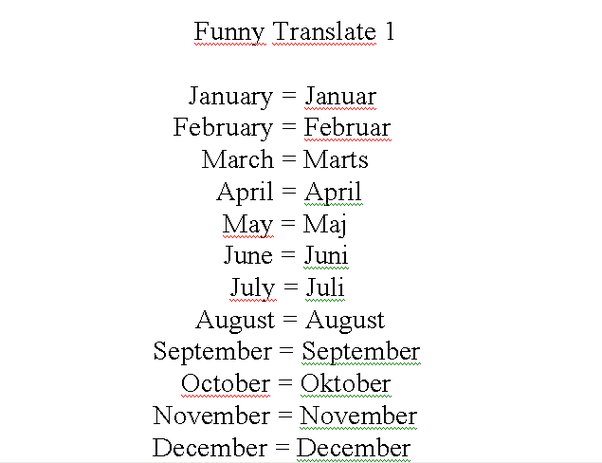 Funny Translate 1
January = Januar
February = Februar
March = Marts
April = April
May = Maj
June = Juni
July = Juli
August = August
September = September
October = Oktober
November = November
December = December